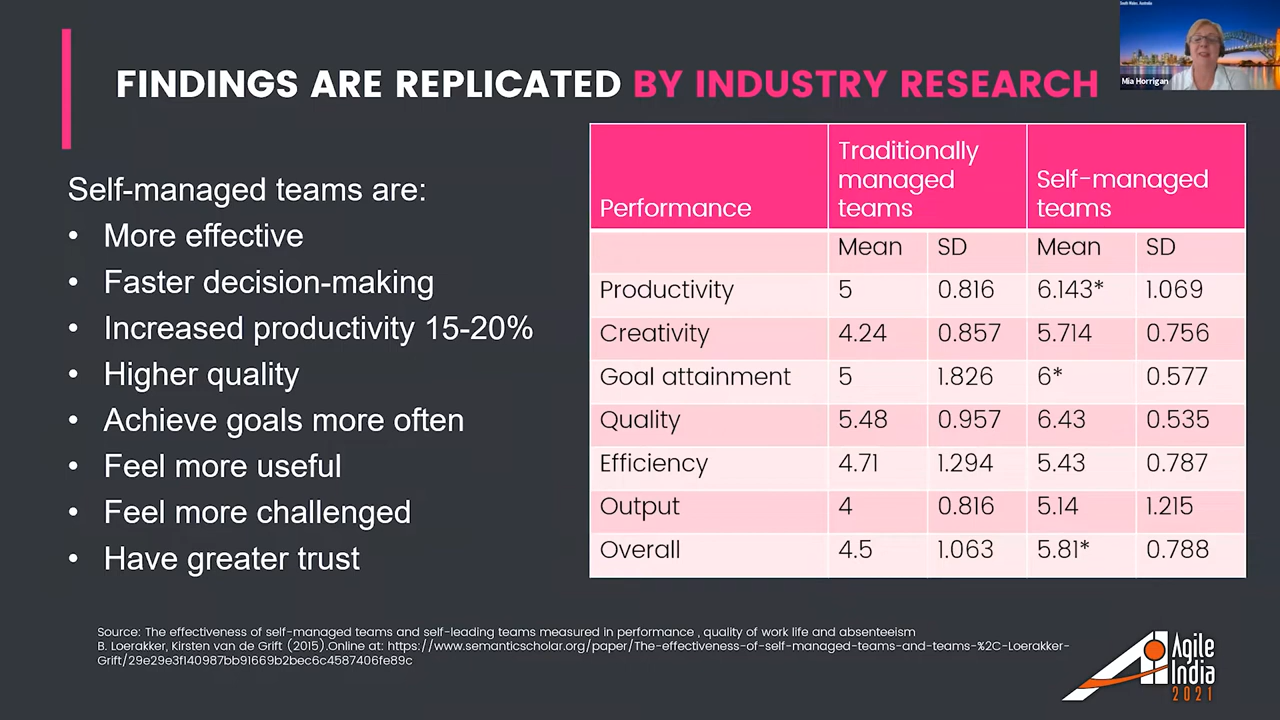 South Wales, Australia
Mia Horrigan
FINDINGS ARE REPLICATED BY INDUSTRY RESEARCH
Self-managed teams are:
• More effective
• Faster decision-making
• Increased productivity 15-20%
• Higher quality
• Achieve goals more often
• Feel more useful
• Feel more challenged
• Have greater trust
Performance Traditionally managed teams Self-managed teams
Mean SD Mean SD
Productivity 5 0.816 6.143* 1.069
Creativity 4.24 0.857 5.714 0.756
Goal attainment 5 1.826 6* 0.577
Quality 5.48 0.957 6.43 0.535
Efficiency 4.71 1.294 5.43 0.787
Output 4 0.816 5.14 1.215
Overall 4.5 1.063 5.81* 0.788
Source: The effectiveness of self-managed teams and self-leading teams measured in performance , quality of work life and absenteeism
B. Loerakker, Kirsten van de Grift (2015).Online at: https://www.semanticscholar.org/paper/The-effectiveness-of-self-managed-teams-and-teams-%2C-Loerakker-
Grift/29e29e3f140987bb91669b2bec6c4587406fe89c
Agile
India
2021